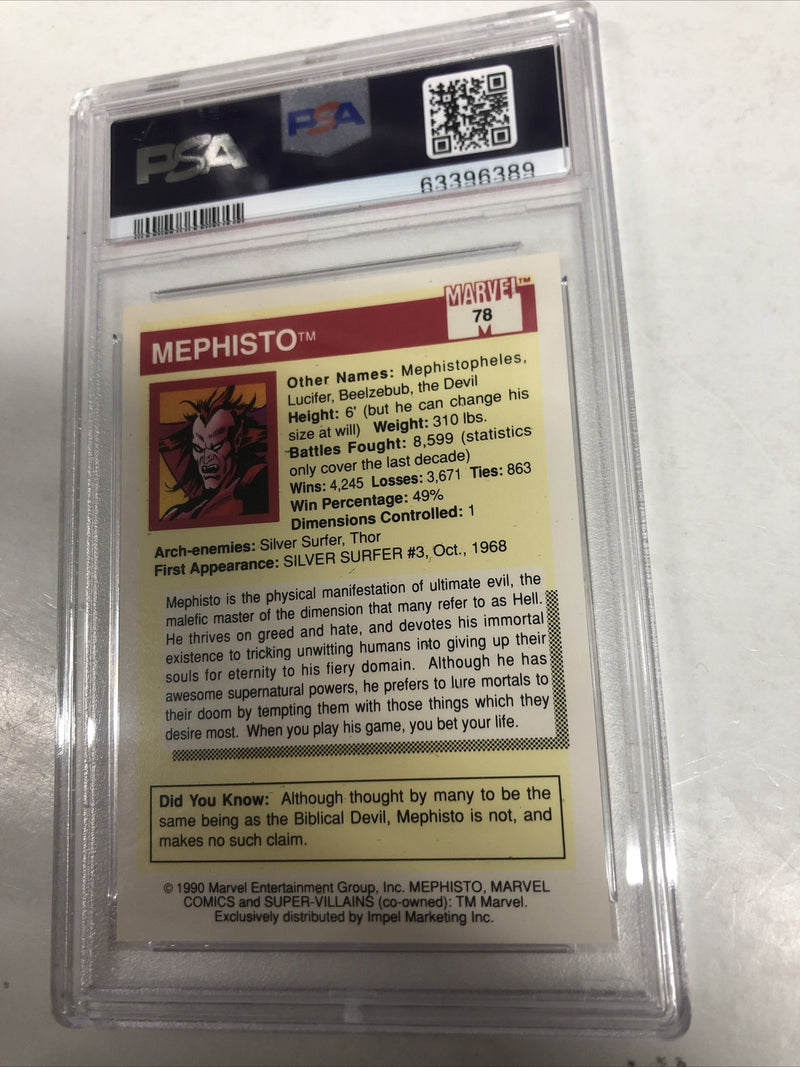 PSA
PSA
63396389
MARVEL™
78
MEPHISTO™
Other Names: Mephistopheles,
Lucifer, Beelzebub, the Devil
Height: 6' (but he can change his
size at will) Weight: 310 lbs.
Battles Fought: 8,599 (statistics
only cover the last decade)
Wins: 4,245 Losses: 3,671 Ties: 863
Win Percentage: 49%
Dimensions Controlled: 1
Arch-enemies: Silver Surfer, Thor
First Appearance: SILVER SURFER #3, Oct., 1968
Mephisto is the physical manifestation of ultimate evil, the
malefic master of the dimension that many refer to as Hell.
He thrives on greed and hate, and devotes his immortal
existence to tricking unwitting humans into giving up their
souls for eternity to his fiery domain. Although he has
awesome supernatural powers, he prefers to lure mortals to
their doom by tempting them with those things which they
desire most. When you play his game, you bet your life.
Did You Know: Although thought by many to be the
same being as the Biblical Devil, Mephisto is not, and
makes no such claim.
© 1990 Marvel Entertainment Group, Inc. MEPHISTO, MARVEL
COMICS and SUPER-VILLAINS (co-owned): TM Marvel.
Exclusively distributed by Impel Marketing Inc.